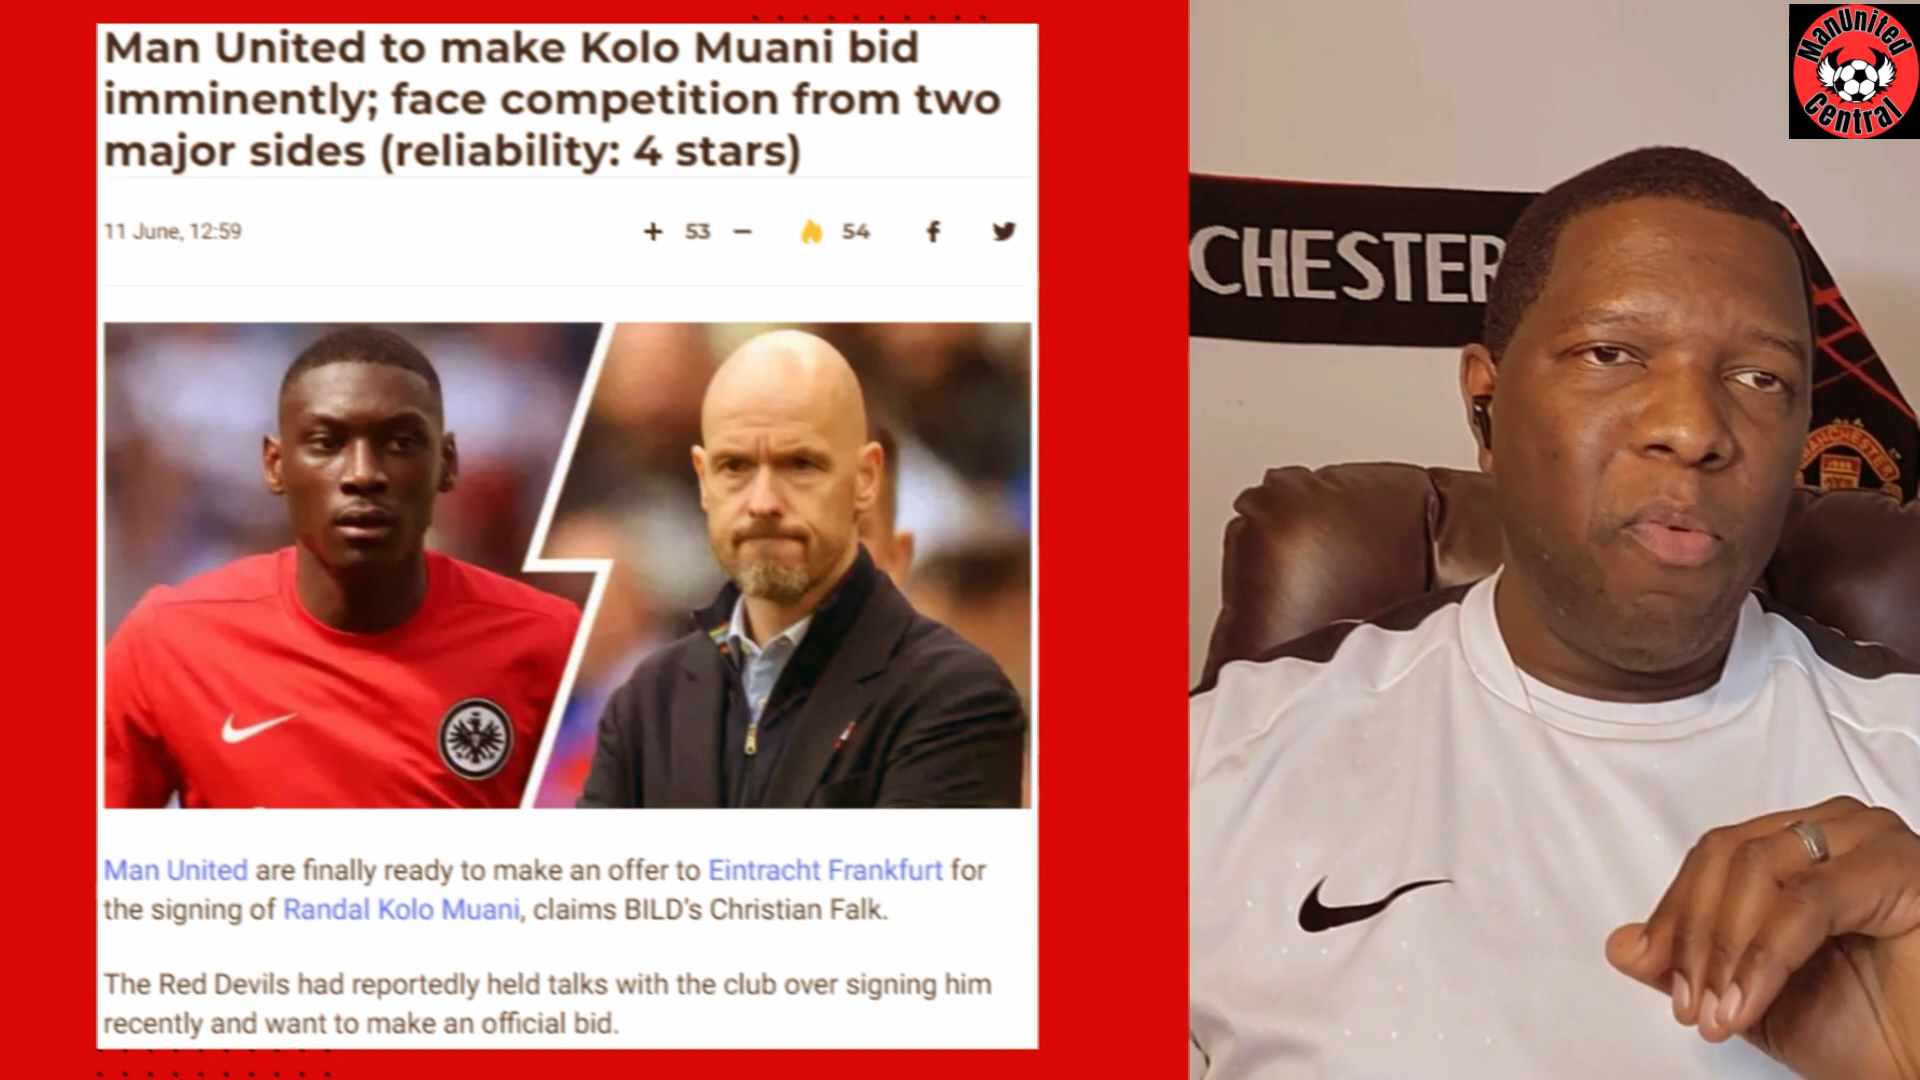 Man United to make Kolo Muani bid
imminently; face competition from two
major sides (reliability: 4 stars)
11 June, 12:59
+ 53 − 54
Man United are finally ready to make an offer to Eintracht Frankfurt for
the signing of Randal Kolo Muani, claims BILD's Christian Falk.
The Red Devils had reportedly held talks with the club over signing him
recently and want to make an official bid.
ManUnited
Central
CHESTER
MANCHESTER